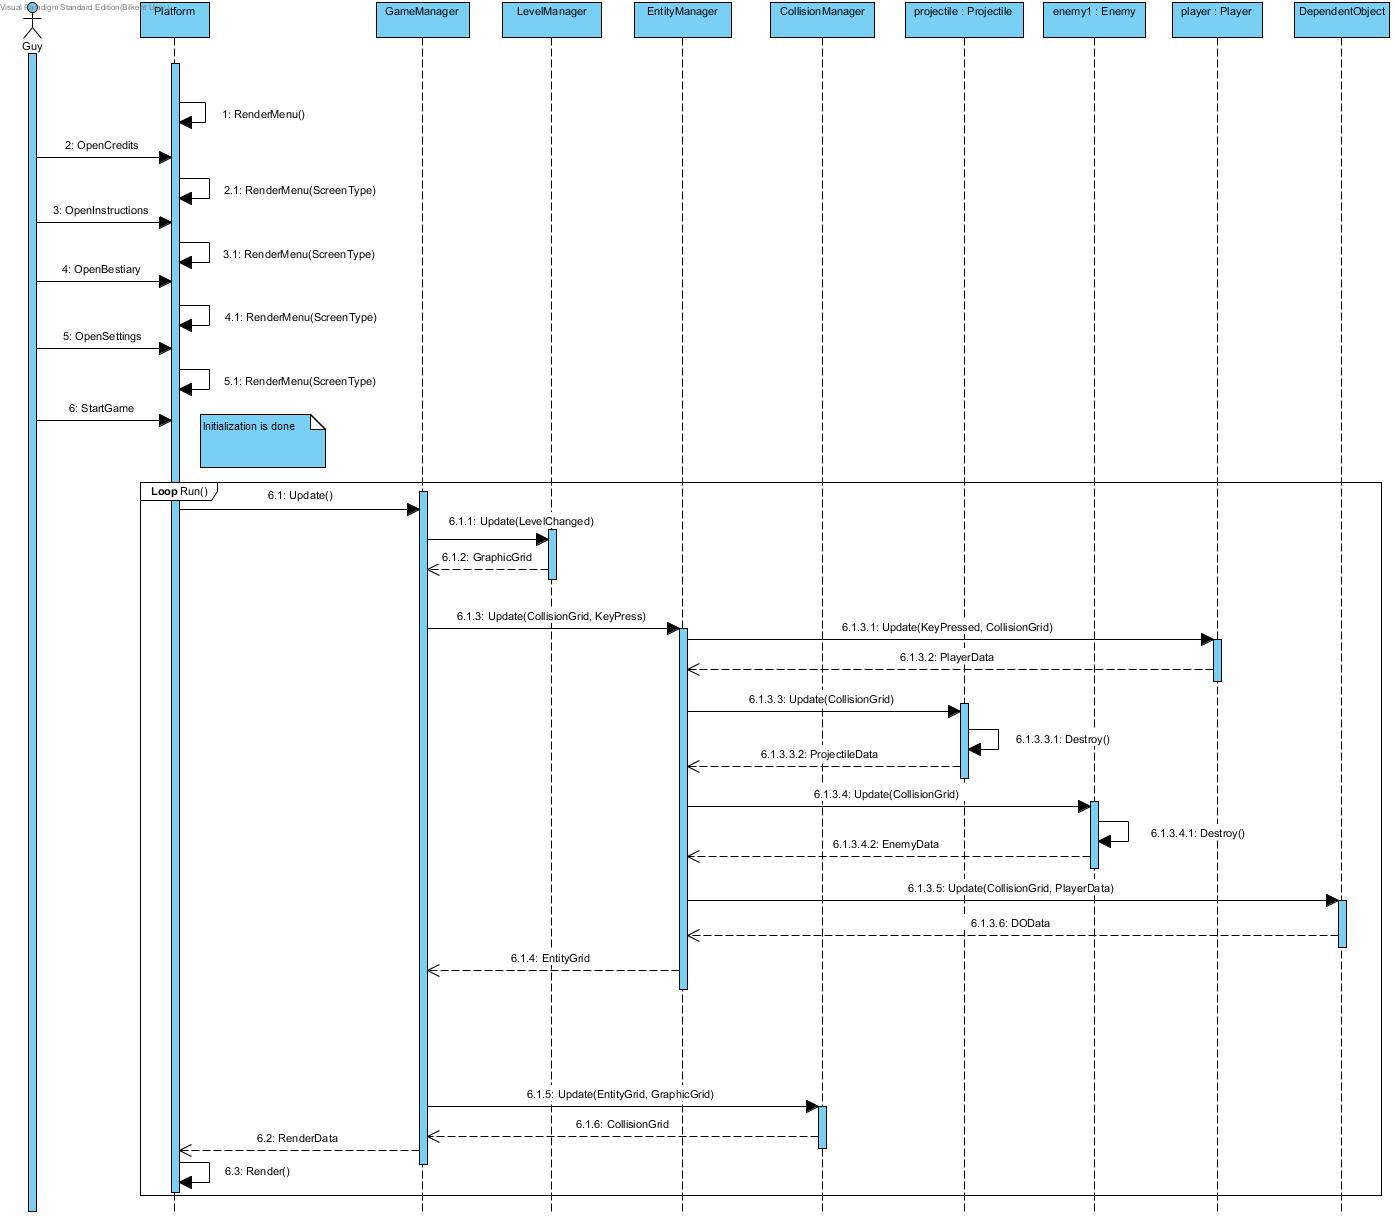 Visual Paradigm Standard Edition(Bilkent Univ.)
Guy
Platform
GameManager
LevelManager
EntityManager
CollisionManager
projectile : Projectile
enemy1 : Enemy
player : Player
DependentObject
1: RenderMenu()
2: OpenCredits
2.1: RenderMenu(ScreenType)
3: OpenInstructions
3.1: RenderMenu(ScreenType)
4: OpenBestiary
4.1: RenderMenu(ScreenType)
5: OpenSettings
5.1: RenderMenu(ScreenType)
6: StartGame
Initialization is done
Loop Run()
6.1: Update()
6.1.1: Update(LevelChanged)
6.1.2: GraphicGrid
6.1.3: Update(CollisionGrid, KeyPress)
6.1.3.1: Update(KeyPressed, CollisionGrid)
6.1.3.2: PlayerData
6.1.3.3: Update(CollisionGrid)
6.1.3.3.1: Destroy()
6.1.3.3.2: ProjectileData
6.1.3.4: Update(CollisionGrid)
6.1.3.4.1: Destroy()
6.1.3.4.2: EnemyData
6.1.3.5: Update(CollisionGrid, PlayerData)
6.1.3.6: DOData
6.1.4: EntityGrid
6.1.5: Update(EntityGrid, GraphicGrid)
6.1.6: CollisionGrid
6.2: RenderData
6.3: Render()